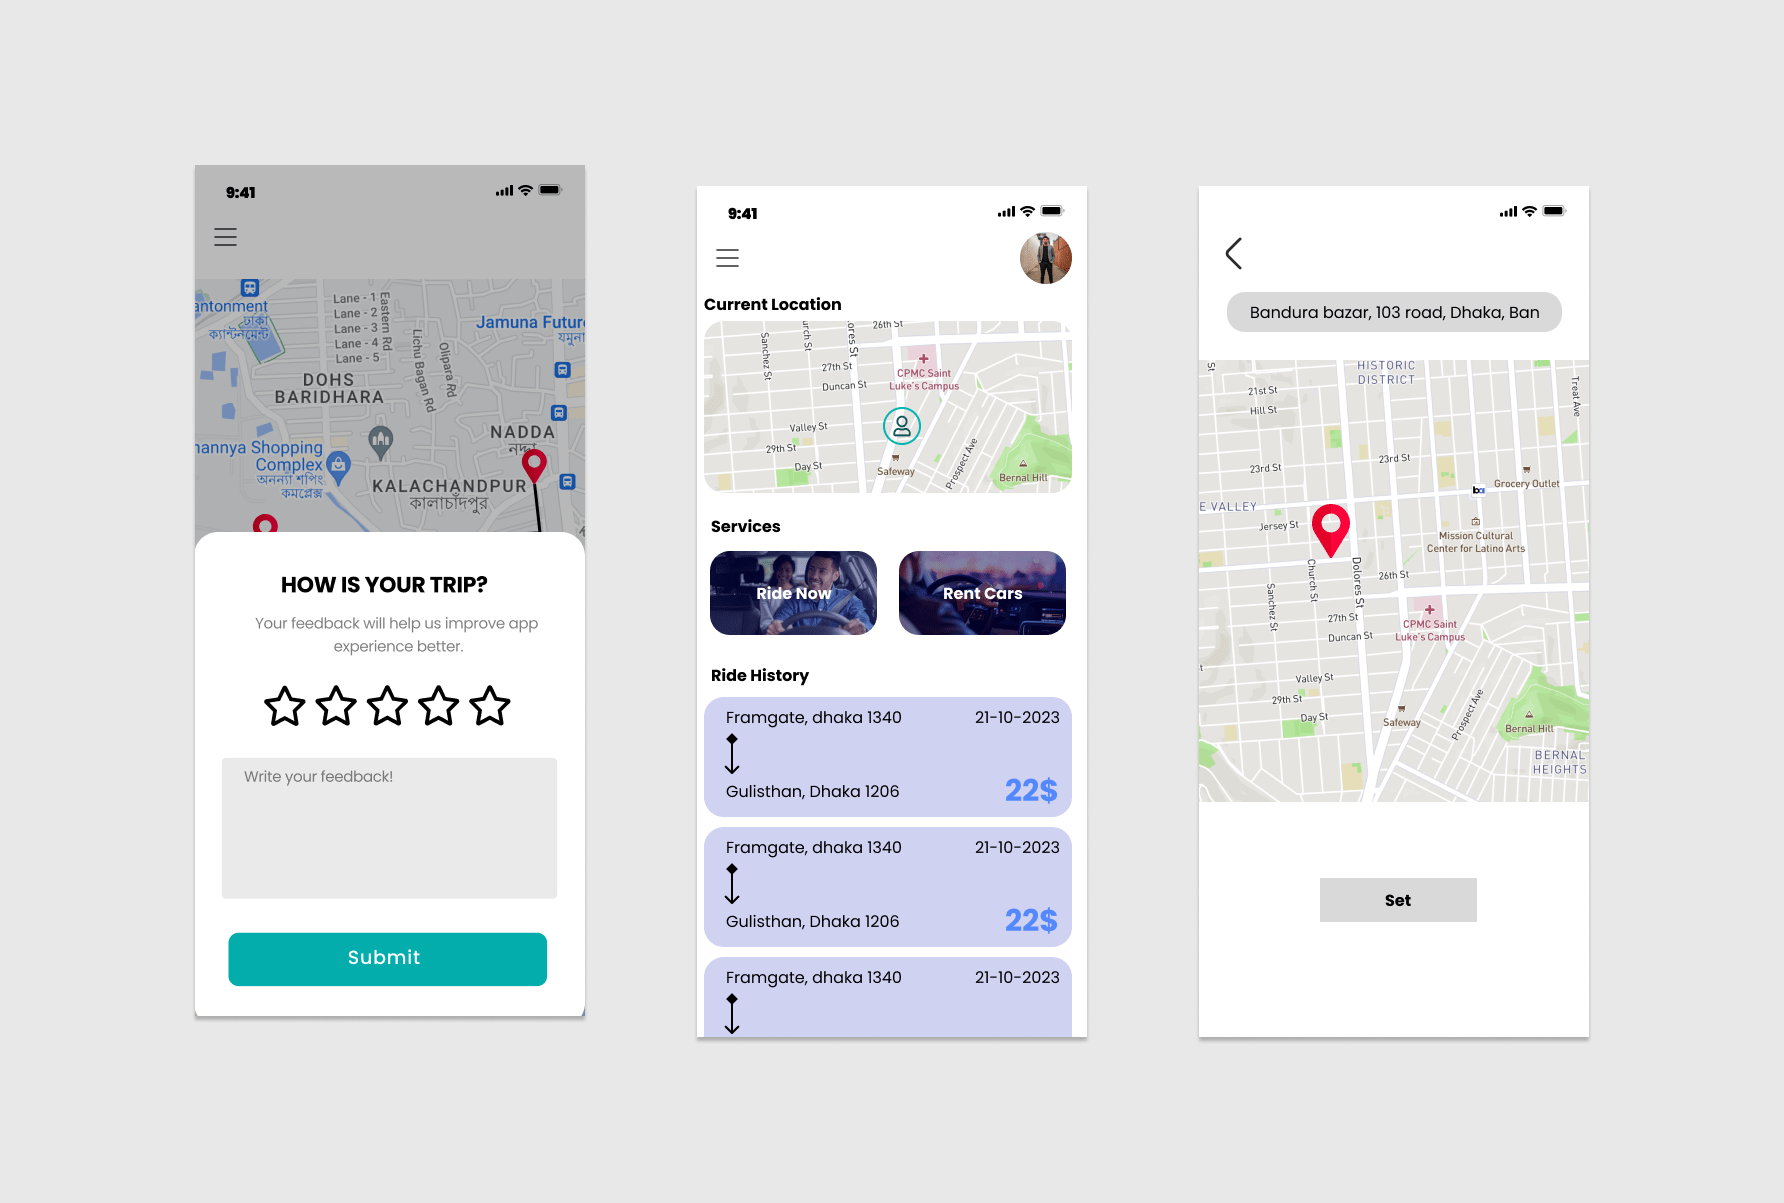 9:41
antonment
ঢাকা
ক্যান্টনমেন্ট
Lane - 1
Lane - 2
Lane - 3
Lane - 4
Lane - 5
Eastern Rd
Lichu Bagan Rd
Olipara Rd
Jamuna Future
যমুনা
DOHS
BARIDHARA
NADDA
নদ্দা
nannya Shopping
Complex
অনন্যা শপিং
কমপ্লেক্স
KALACHANDPUR
কালাচাঁদপুর
HOW IS YOUR TRIP?
Your feedback will help us improve app
experience better.
Write your feedback!
Submit
9:41
Current Location
26th St
Sanchez St
urch St
lores St
27th St
Duncan St
CPMC Saint
Luke's Campus
Valley St
29th St
Day St
Safeway
Prospect Ave
Bernal Hill
Services
Ride Now
Rent Cars
Ride History
Framgate, dhaka 1340
21-10-2023
Gulisthan, Dhaka 1206
22$
Framgate, dhaka 1340
21-10-2023
Gulisthan, Dhaka 1206
22$
Framgate, dhaka 1340
21-10-2023
Bandura bazar, 103 road, Dhaka, Ban
St
HISTORIC
DISTRICT
21st St
Hill St
Treat Ave
23rd St
23rd St
Grocery Outlet
E VALLEY
Jersey St
Mission Cultural
Center for Latino Arts
Church St
Dolores St
26th St
Sanchez St
27th St
Duncan St
CPMC Saint
Luke's Campus
Valley St
29th St
Day St
Safeway
Prospect Ave
Bernal Hill
BERNAL
HEIGHTS
Set